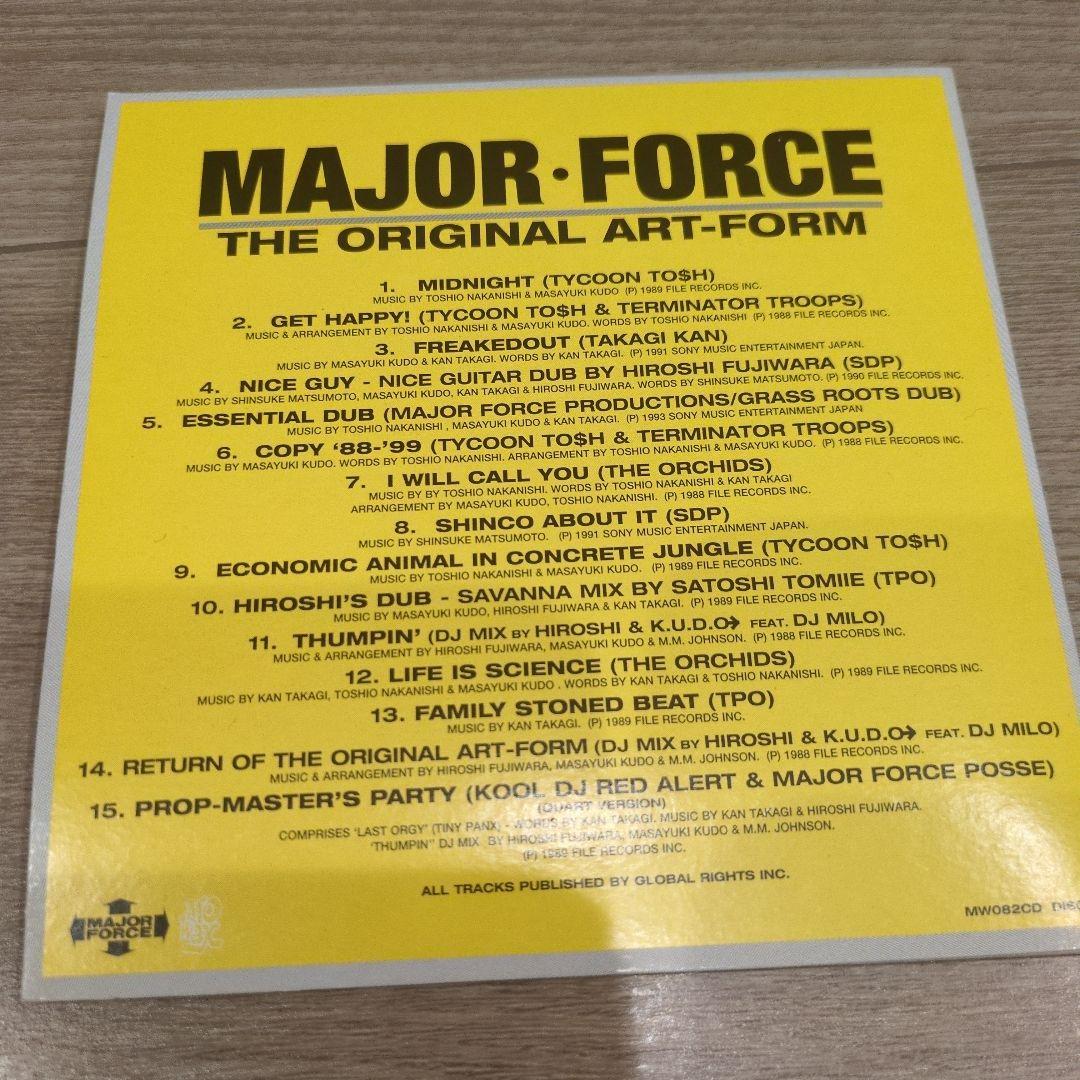 MAJOR·FORCE
THE ORIGINAL ART-FORM
1. MIDNIGHT (TYCOON TO$H)
MUSIC BY TOSHIO NAKANISHI & MASAYUKI KUDO (P) 1989 FILE RECORDS INC.
2. GET HAPPY! (TYCOON TO$H & TERMINATOR TROOPS)
MUSIC & ARRANGEMENT BY TOSHIO NAKANISHI & MASAYUKI KUDO. WORDS BY TOSHIO NAKANISHI (P) 1988 FILE RECORDS INC.
3. FREAKEDOUT (TAKAGI KAN)
MUSIC BY MASAYUKI KUDO & KAN TAKAGI. WORDS BY KAN TAKAGI. (P) 1991 SONY MUSIC ENTERTAINMENT JAPAN.
4. NICE GUY - NICE GUITAR DUB BY HIROSHI FUJIWARA (SDP)
MUSIC BY SHINSUKE MATSUMOTO, MASAYUKI KUDO, KAN TAKAGI & HIROSHI FUJIWARA. WORDS BY SHINSUKE MATSUMOTO. (P) 1990 FILE RECORDS INC.
5. ESSENTIAL DUB (MAJOR FORCE PRODUCTIONS/GRASS ROOTS DUB)
MUSIC BY TOSHIO NAKANISHI , MASAYUKI KUDO & KAN TAKAGI. (P) 1993 SONY MUSIC ENTERTAINMENT JAPAN
6. COPY '88-'99 (TYCOON TO$H & TERMINATOR TROOPS)
MUSIC BY MASAYUKI KUDO. WORDS BY TOSHIO NAKANISHI. ARRANGEMENT BY TOSHIO NAKANISHI & MASAYUKI KUDO. (P) 1988 FILE RECORDS INC.
7. I WILL CALL YOU (THE ORCHIDS)
MUSIC BY BY TOSHIO NAKANISHI. WORDS BY TOSHIO NAKANISHI & KAN TAKAGI
ARRANGEMENT BY MASAYUKI KUDO, TOSHIO NAKANISHI. (P) 1988 FILE RECORDS INC.
8. SHINCO ABOUT IT (SDP)
MUSIC BY SHINSUKE MATSUMOTO. (P) 1991 SONY MUSIC ENTERTAINMENT JAPAN.
9. ECONOMIC ANIMAL IN CONCRETE JUNGLE (TYCOON TO$H)
MUSIC BY TOSHIO NAKANISHI & MASAYUKI KUDO. (P) 1989 FILE RECORDS INC.
10. HIROSHI'S DUB - SAVANNA MIX BY SATOSHI TOMIIE (TPO)
MUSIC BY MASAYUKI KUDO, HIROSHI FUJIWARA & KAN TAKAGI. (P) 1989 FILE RECORDS INC.
11. THUMPIN' (DJ MIX BY HIROSHI & K.U.D.O FEAT. DJ MILO)
MUSIC & ARRANGEMENT BY HIROSHI FUJIWARA, MASAYUKI KUDO & M.M. JOHNSON. (P) 1988 FILE RECORDS INC.
12. LIFE IS SCIENCE (THE ORCHIDS)
MUSIC BY KAN TAKAGI, TOSHIO NAKANISHI & MASAYUKI KUDO . WORDS BY KAN TAKAGI & TOSHIO NAKANISHI. (P) 1989 FILE RECORDS INC.
13. FAMILY STONED BEAT (TPO)
MUSIC BY KAN TAKAGI. (P) 1989 FILE RECORDS INC.
14. RETURN OF THE ORIGINAL ART-FORM (DJ MIX BY HIROSHI & K.U.D.O FEAT. DJ MILO)
MUSIC & ARRANGEMENT BY HIROSHI FUJIWARA, MASAYUKI KUDO & M.M. JOHNSON. (P) 1988 FILE RECORDS INC.
15. PROP-MASTER'S PARTY (KOOL DJ RED ALERT & MAJOR FORCE POSSE)
(QUART VERSION)
COMPRISES 'LAST ORGY' (TINY PANX) - WORDS BY KAN TAKAGI. MUSIC BY KAN TAKAGI & HIROSHI FUJIWARA.
'THUMPIN'' DJ MIX BY HIROSHI FUJIWARA, MASAYUKI KUDO & M.M. JOHNSON.
(P) 1989 FILE RECORDS INC.
ALL TRACKS PUBLISHED BY GLOBAL RIGHTS INC.
MW082CD DISC
MAJOR
FORCE
MO
WAX